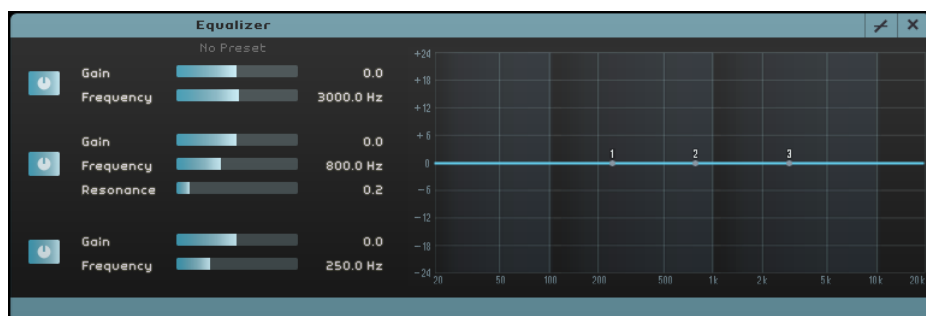 Equalizer
No Preset
Gain 0.0
Frequency 3000.0 Hz
Gain 0.0
Frequency 800.0 Hz
Resonance 0.2
Gain 0.0
Frequency 250.0 Hz
+24
+18
+12
+6
0
-6
-12
-18
-24
1 2 3
20 50 100 200 500 1k 2k 5k 10k 20k